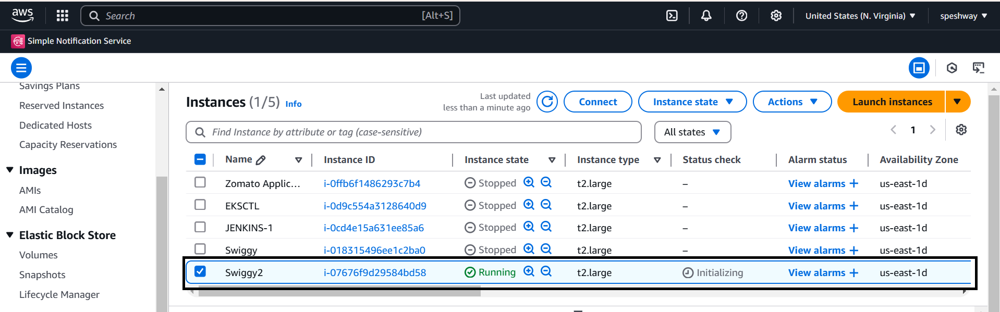 aws
Search [Alt+S]
United States (N. Virginia) speshway
Simple Notification Service
Savings Plans
Reserved Instances
Dedicated Hosts
Capacity Reservations
Images
AMIs
AMI Catalog
Elastic Block Store
Volumes
Snapshots
Lifecycle Manager
Instances (1/5) Info
Last updated
less than a minute ago
Connect Instance state Actions Launch instances
Find Instance by attribute or tag (case-sensitive) All states 1
Name Instance ID Instance state Instance type Status check Alarm status Availability Zone
Zomato Applic... i-0ffb6f1486293c7b4 Stopped t2.large – View alarms + us-east-1d
EKSCTL i-0d9c554a3128640d9 Stopped t2.large – View alarms + us-east-1d
JENKINS-1 i-0cd4e15a631ee85a6 Stopped t2.large – View alarms + us-east-1d
Swiggy i-018315496ee1c2ba0 Stopped t2.large – View alarms + us-east-1d
Swiggy2 i-07676f9d29584bd58 Running t2.large Initializing View alarms + us-east-1d